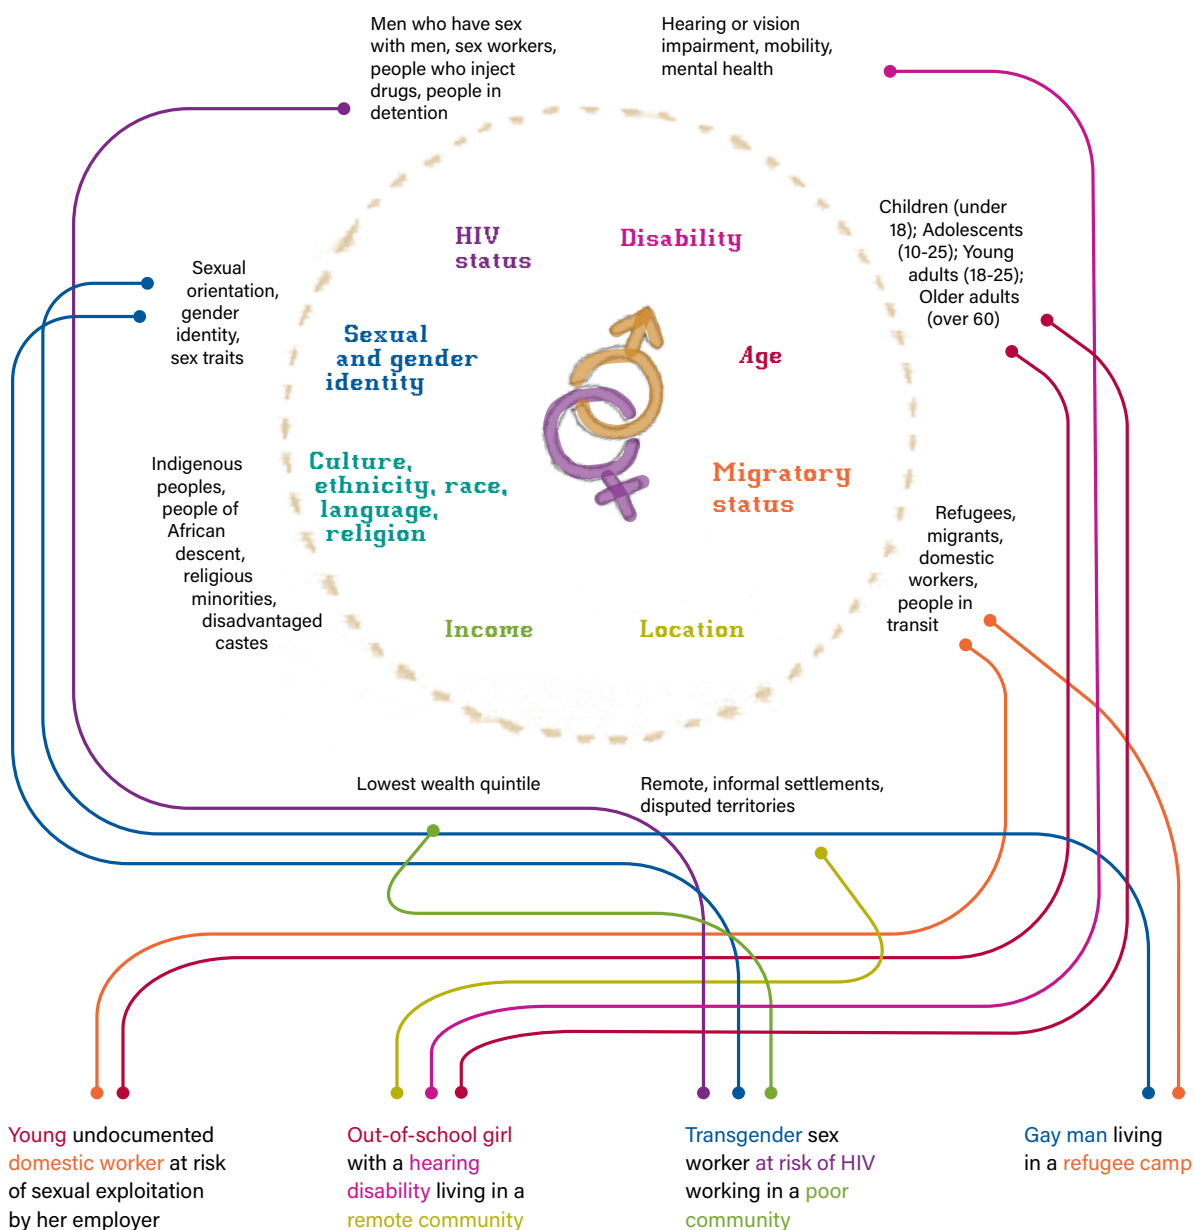 Men who have sex
with men, sex workers,
people who inject
drugs, people in
detention
Hearing or vision
impairment, mobility,
mental health
Children (under
18); Adolescents
(10-25); Young
adults (18-25);
Older adults
(over 60)
HIV
status
Disability
Sexual
orientation,
gender
identity,
sex traits
Sexual
and gender
identity
Age
Indigenous
peoples,
people of
African
descent,
religious
minorities,
disadvantaged
castes
Culture,
ethnicity, race,
language,
religion
Migratory
status
Refugees,
migrants,
domestic
workers,
people in
transit
Income
Location
Lowest wealth quintile
Remote, informal settlements,
disputed territories
Young undocumented
domestic worker at risk
of sexual exploitation
by her employer
Out-of-school girl
with a hearing
disability living in a
remote community
Transgender sex
worker at risk of HIV
working in a poor
community
Gay man living
in a refugee camp